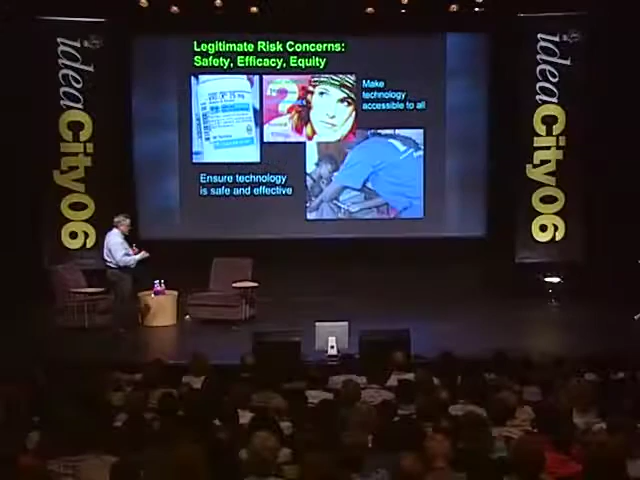 Legitimate Risk Concerns:
Safety, Efficacy, Equity
Make
technology
accessible to all
Ensure technology
is safe and effective
ideaCity06
ideaCity06